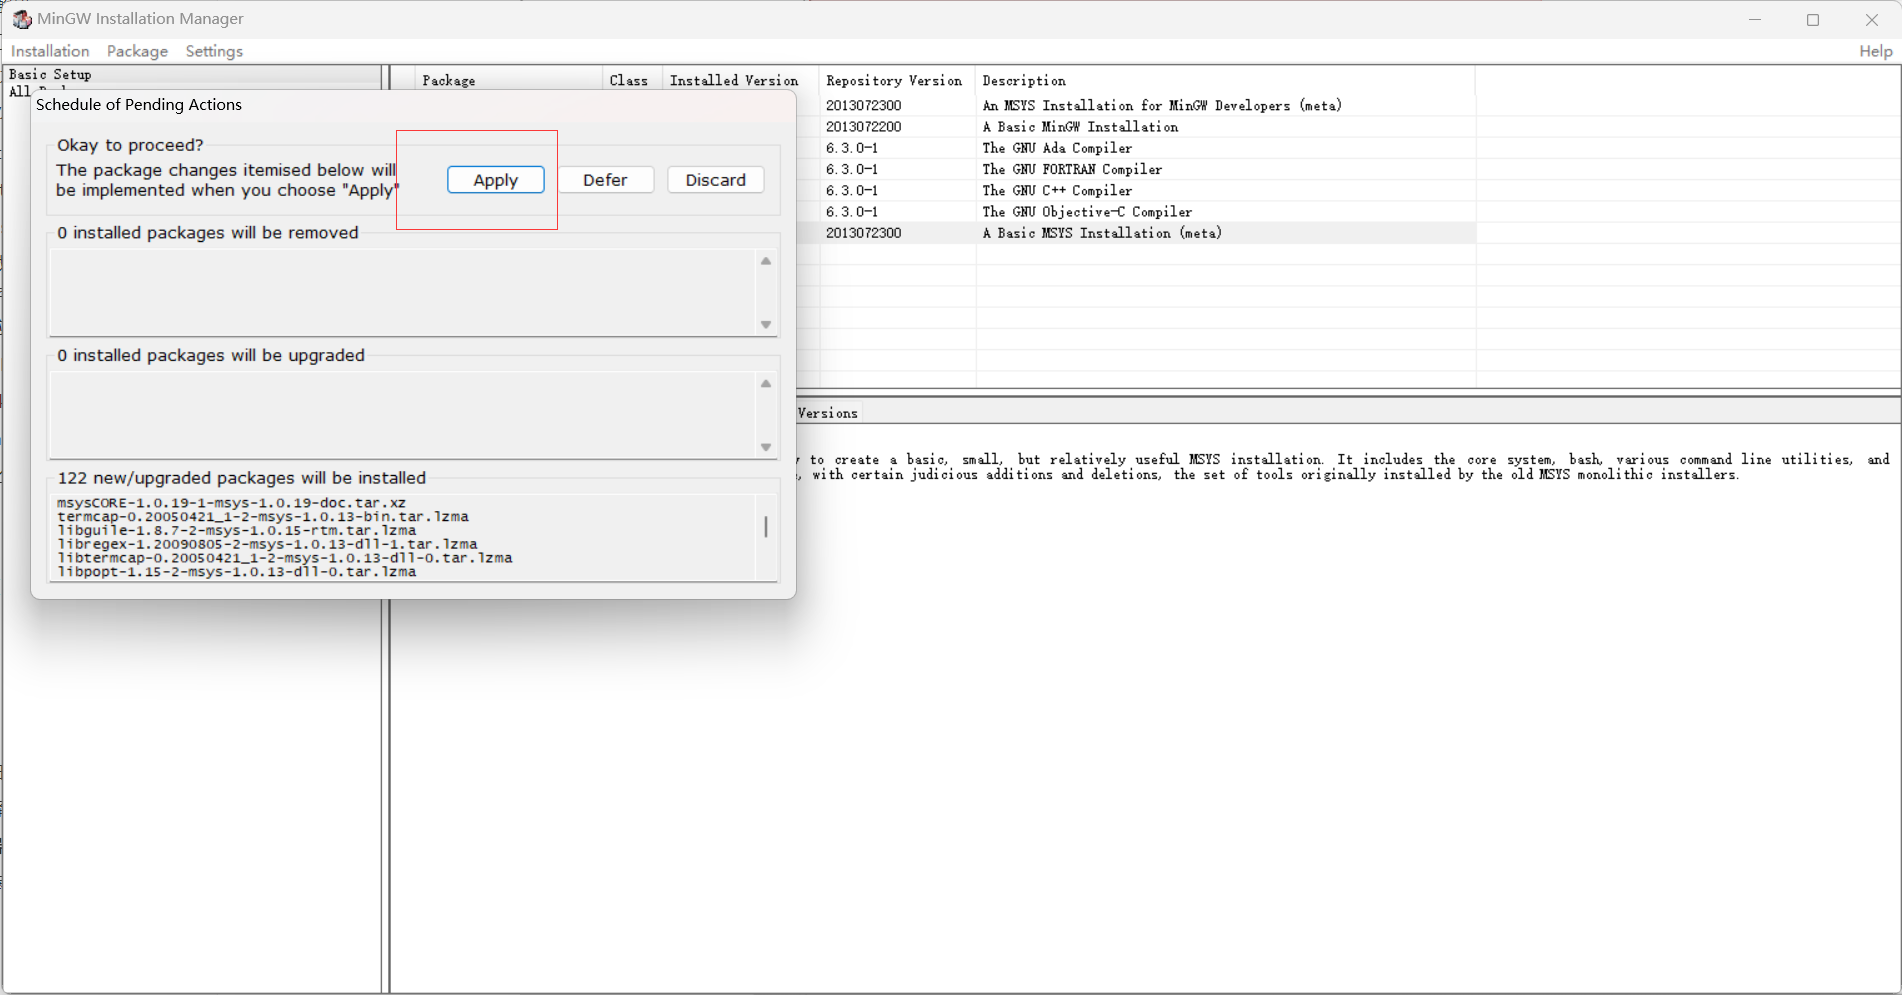 MinGW Installation Manager
Installation Package Settings Help
Basic Setup
All
Package Class Installed Version Repository Version Description
2013072300 An MSYS Installation for MinGW Developers (meta)
2013072200 A Basic MinGW Installation
6.3.0-1 The GNU Ada Compiler
6.3.0-1 The GNU FORTRAN Compiler
6.3.0-1 The GNU C++ Compiler
6.3.0-1 The GNU Objective-C Compiler
2013072300 A Basic MSYS Installation (meta)
Schedule of Pending Actions
Okay to proceed?
The package changes itemised below will
be implemented when you choose "Apply"
Apply Defer Discard
0 installed packages will be removed
0 installed packages will be upgraded
122 new/upgraded packages will be installed
msysCORE-1.0.19-1-msys-1.0.19-doc.tar.xz
termcap-0.20050421_1-2-msys-1.0.13-bin.tar.lzma
libguile-1.8.7-2-msys-1.0.15-rtm.tar.lzma
libregex-1.20090805-2-msys-1.0.13-dll-1.tar.lzma
libtermcap-0.20050421_1-2-msys-1.0.13-dll-0.tar.lzma
libpopt-1.15-2-msys-1.0.13-dll-0.tar.lzma
Versions
to create a basic, small, but relatively useful MSYS installation. It includes the core system, bash, various command line utilities, and
, with certain judicious additions and deletions, the set of tools originally installed by the old MSYS monolithic installers.